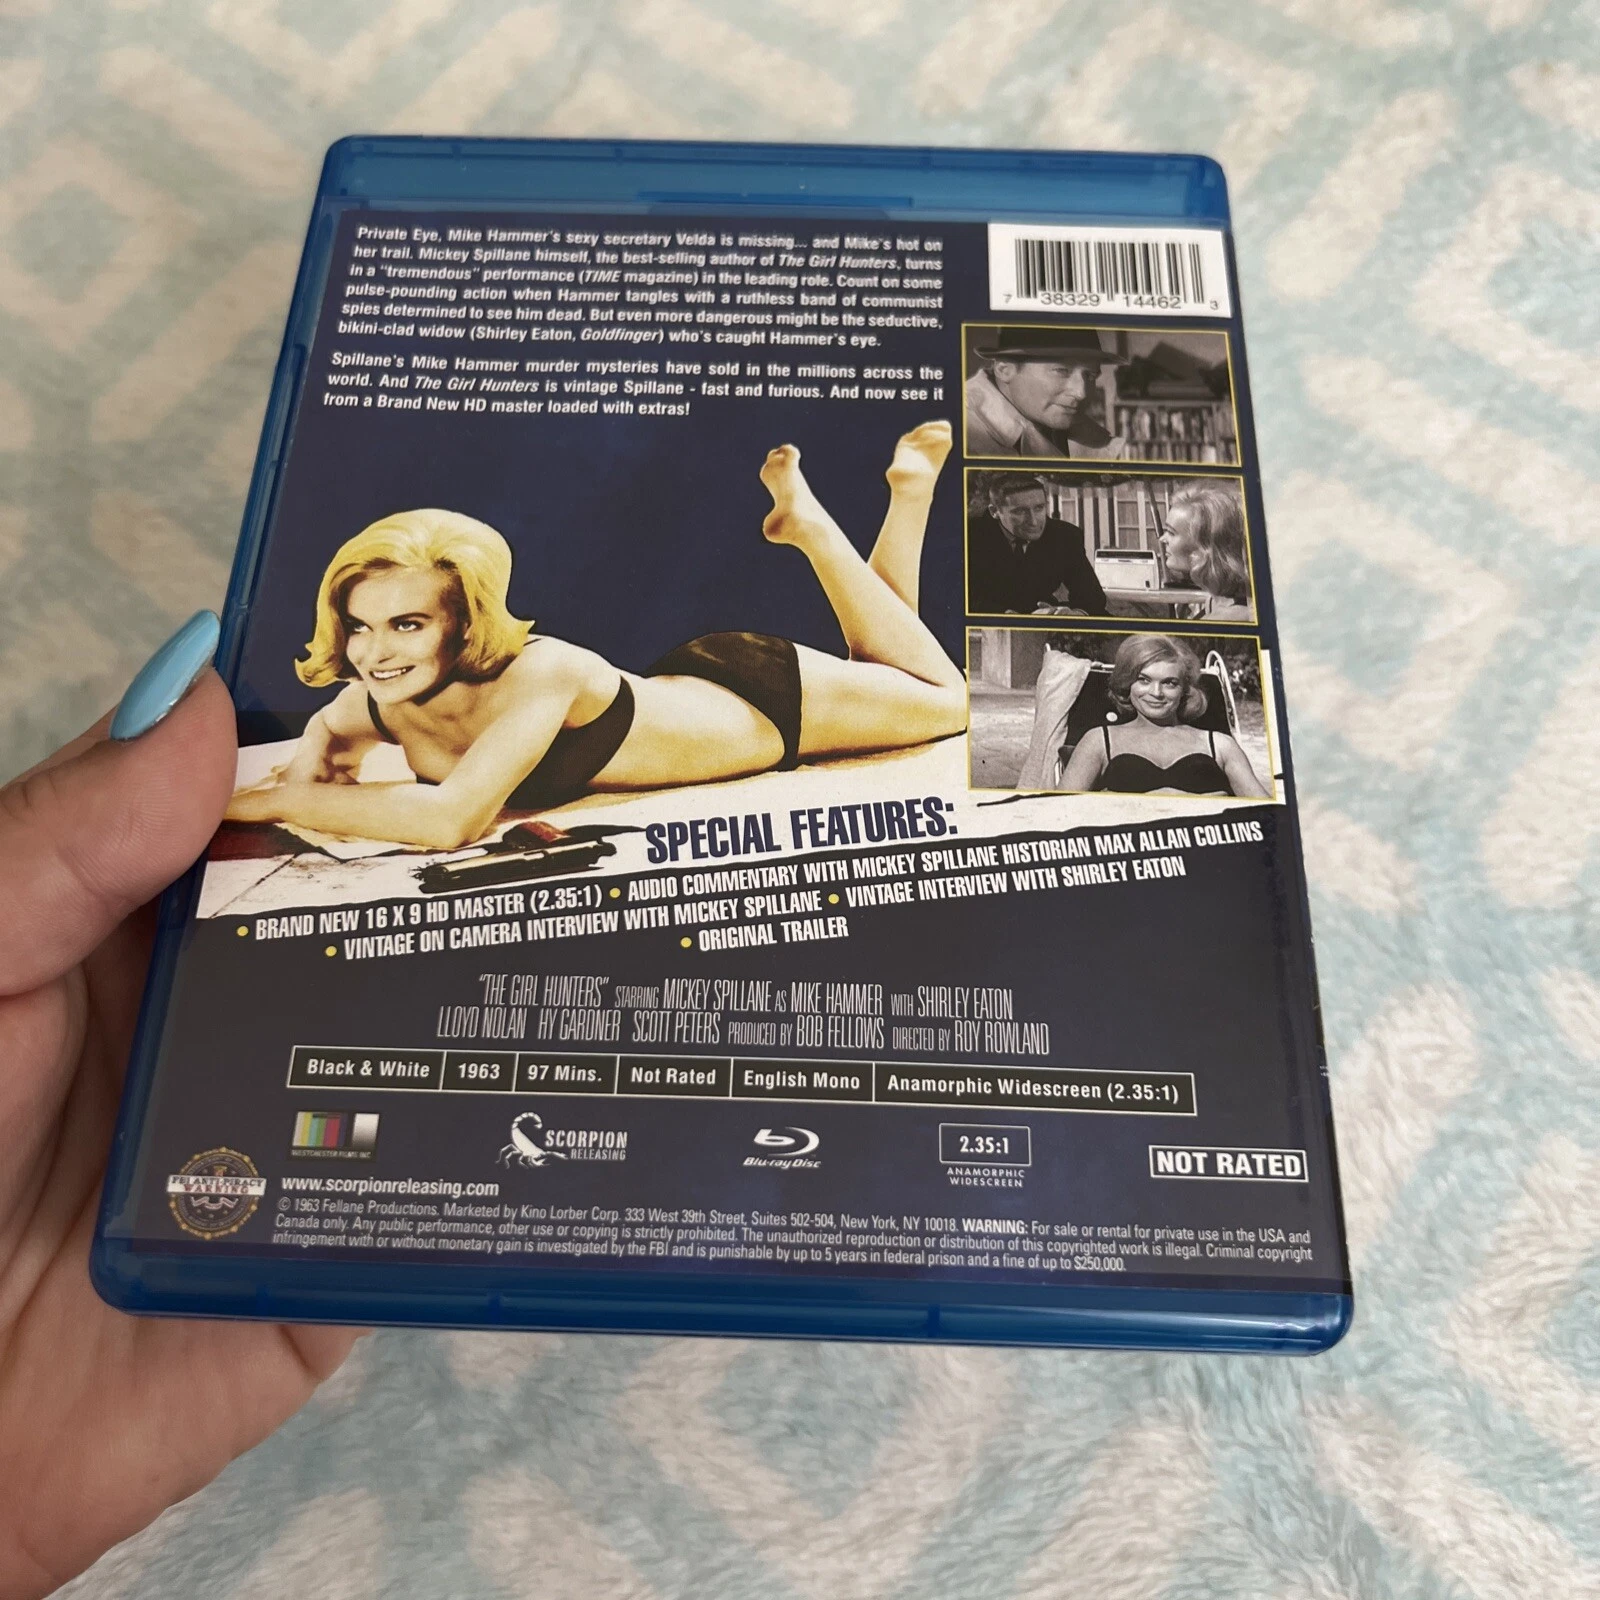 Private Eye, Mike Hammer's sexy secretary Velda is missing... and Mike's hot on
her trail. Mickey Spillane himself, the best-selling author of The Girl Hunters, turns
in a "tremendous" performance (TIME magazine) in the leading role. Count on some
pulse-pounding action when Hammer tangles with a ruthless band of communist
spies determined to see him dead. But even more dangerous might be the seductive,
bikini-clad widow (Shirley Eaton, Goldfinger) who's caught Hammer's eye.
Spillane's Mike Hammer murder mysteries have sold in the millions across the
world. And The Girl Hunters is vintage Spillane - fast and furious. And now see it
from a Brand New HD master loaded with extras!
7 38329 14462 3
SPECIAL FEATURES:
• BRAND NEW 16 X 9 HD MASTER (2.35:1) • AUDIO COMMENTARY WITH MICKEY SPILLANE HISTORIAN MAX ALLAN COLLINS
• VINTAGE ON CAMERA INTERVIEW WITH MICKEY SPILLANE • VINTAGE INTERVIEW WITH SHIRLEY EATON
• ORIGINAL TRAILER
"THE GIRL HUNTERS" STARRING MICKEY SPILLANE AS MIKE HAMMER WITH SHIRLEY EATON
LLOYD NOLAN HY GARDNER SCOTT PETERS PRODUCED BY BOB FELLOWS DIRECTED BY ROY ROWLAND
Black & White 1963 97 Mins. Not Rated English Mono Anamorphic Widescreen (2.35:1)
WESTCHESTER FILMS INC
SCORPION
RELEASING
Blu-ray Disc
2.35:1
ANAMORPHIC
WIDESCREEN
NOT RATED
FBI ANTI-PIRACY
WARNING
www.scorpionreleasing.com
© 1963 Fellane Productions. Marketed by Kino Lorber Corp. 333 West 39th Street, Suites 502-504, New York, NY 10018. WARNING: For sale or rental for private use in the USA and
Canada only. Any public performance, other use or copying is strictly prohibited. The unauthorized reproduction or distribution of this copyrighted work is illegal. Criminal copyright
infringement with or without monetary gain is investigated by the FBI and is punishable by up to 5 years in federal prison and a fine of up to $250,000.